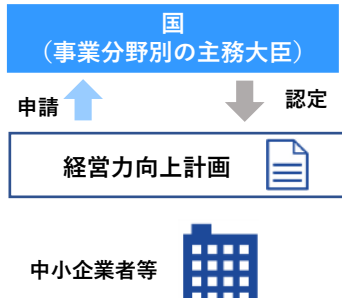 国
（事業分野別の主務大臣）
申請
認定
経営力向上計画
中小企業者等